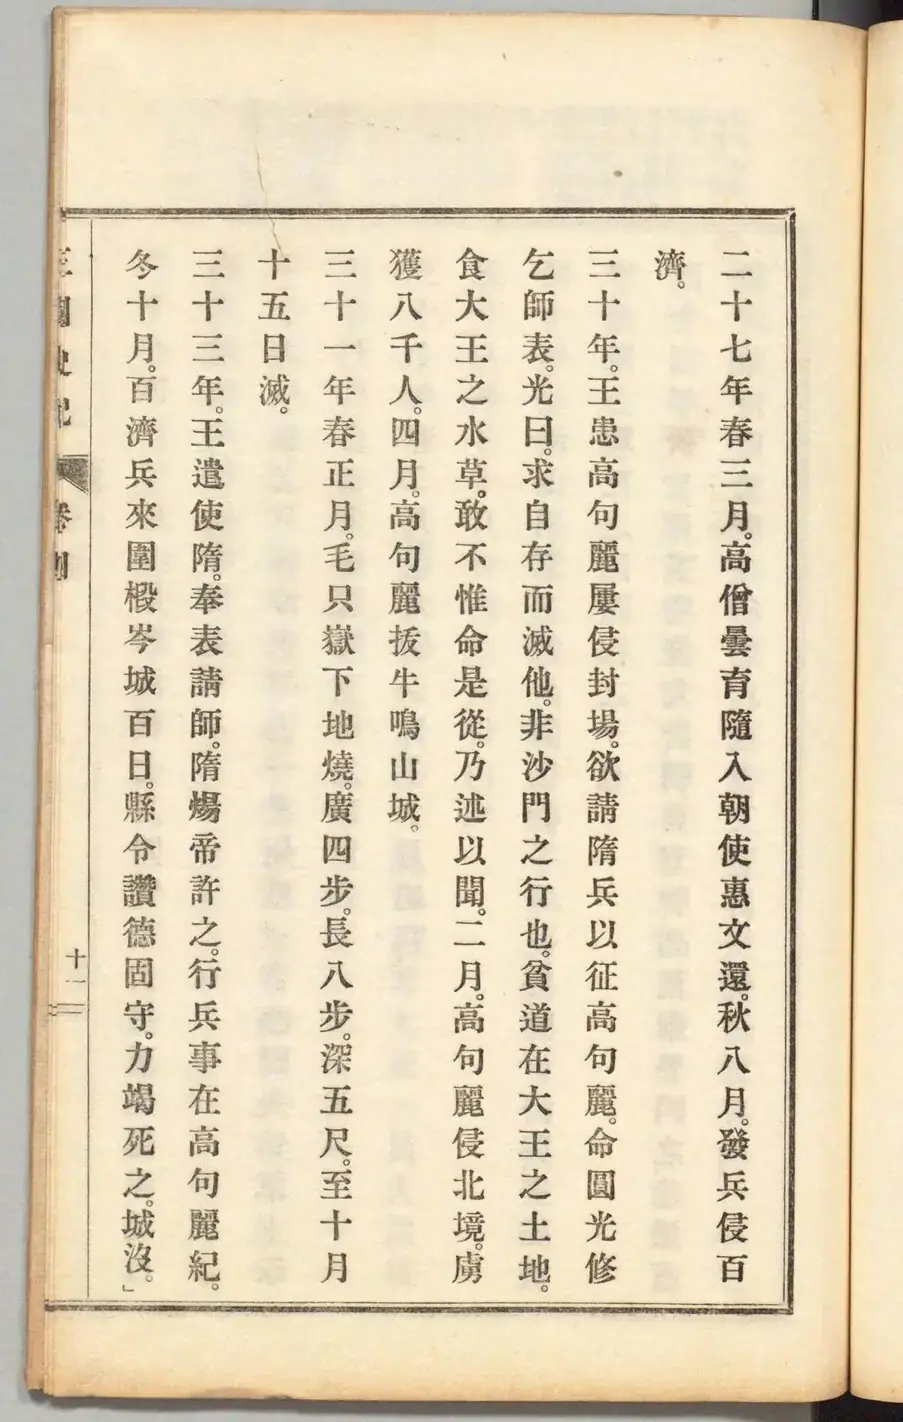 二十七年春三月。高僧曇育隨入朝使惠文還。秋八月。發兵侵百
濟。
三十年。王患高句麗屢侵封場。欲請隋兵以征高句麗。命圓光修
乞師表。光曰。求自存而滅他。非沙門之行也。貧道在大王之土地。
食大王之水草。敢不惟命是從。乃述以聞。二月。高句麗侵北境。虜
獲八千人。四月。高句麗拔牛鳴山城。
三十一年春正月。毛只嶽下地燒。廣四步。長八步。深五尺。至十月
十五日滅。
三十三年。王遣使隋。奉表請師。隋煬帝許之。行兵事在高句麗紀。
冬十月。百濟兵來圍椴岑城百日。縣令讚德固守。力竭死之。城沒。」
三國史記 卷四
十一